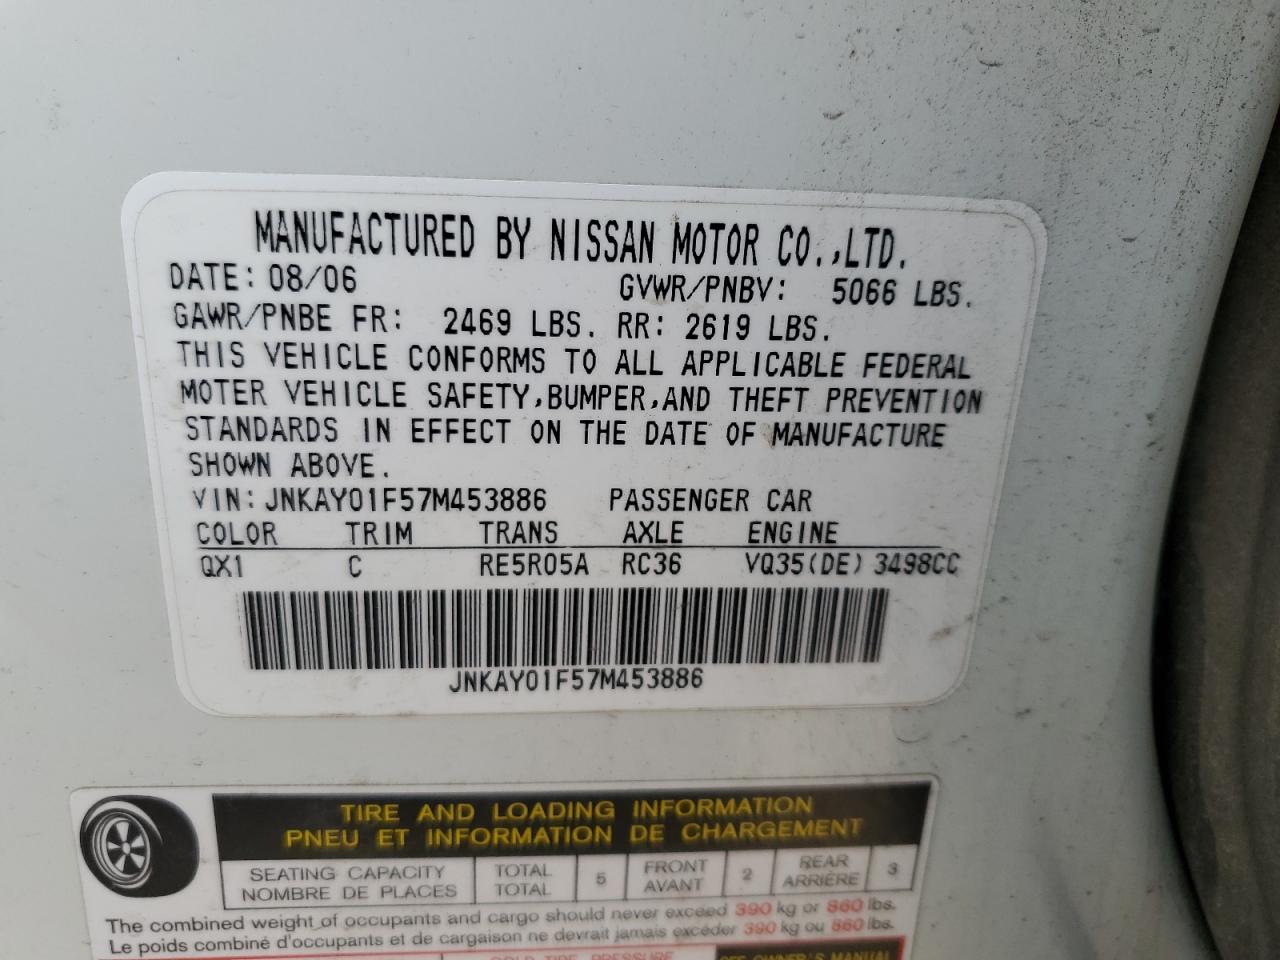 MANUFACTURED BY NISSAN MOTOR CO.,LTD.
DATE: 08/06 GVWR/PNBV: 5066 LBS.
GAWR/PNBE FR: 2469 LBS. RR: 2619 LBS.
THIS VEHICLE CONFORMS TO ALL APPLICABLE FEDERAL
MOTER VEHICLE SAFETY,BUMPER,AND THEFT PREVENTION
STANDARDS IN EFFECT ON THE DATE OF MANUFACTURE
SHOWN ABOVE.
VIN: JNKAY01F57M453886 PASSENGER CAR
COLOR TRIM TRANS AXLE ENGINE
QX1 C RE5R05A RC36 VQ35(DE) 3498CC
JNKAY01F57M453886
TIRE AND LOADING INFORMATION
PNEU ET INFORMATION DE CHARGEMENT
SEATING CAPACITY TOTAL 5 FRONT 2 REAR 3
NOMBRE DE PLACES TOTAL AVANT ARRIÈRE
The combined weight of occupants and cargo should never exceed 390 kg or 860 lbs.
Le poids combiné d'occupants et de cargaison ne devrait jamais excéder 390 kg ou 860 lbs.
COLD TIRE PRESSURE SEE OWNER'S MANUAL